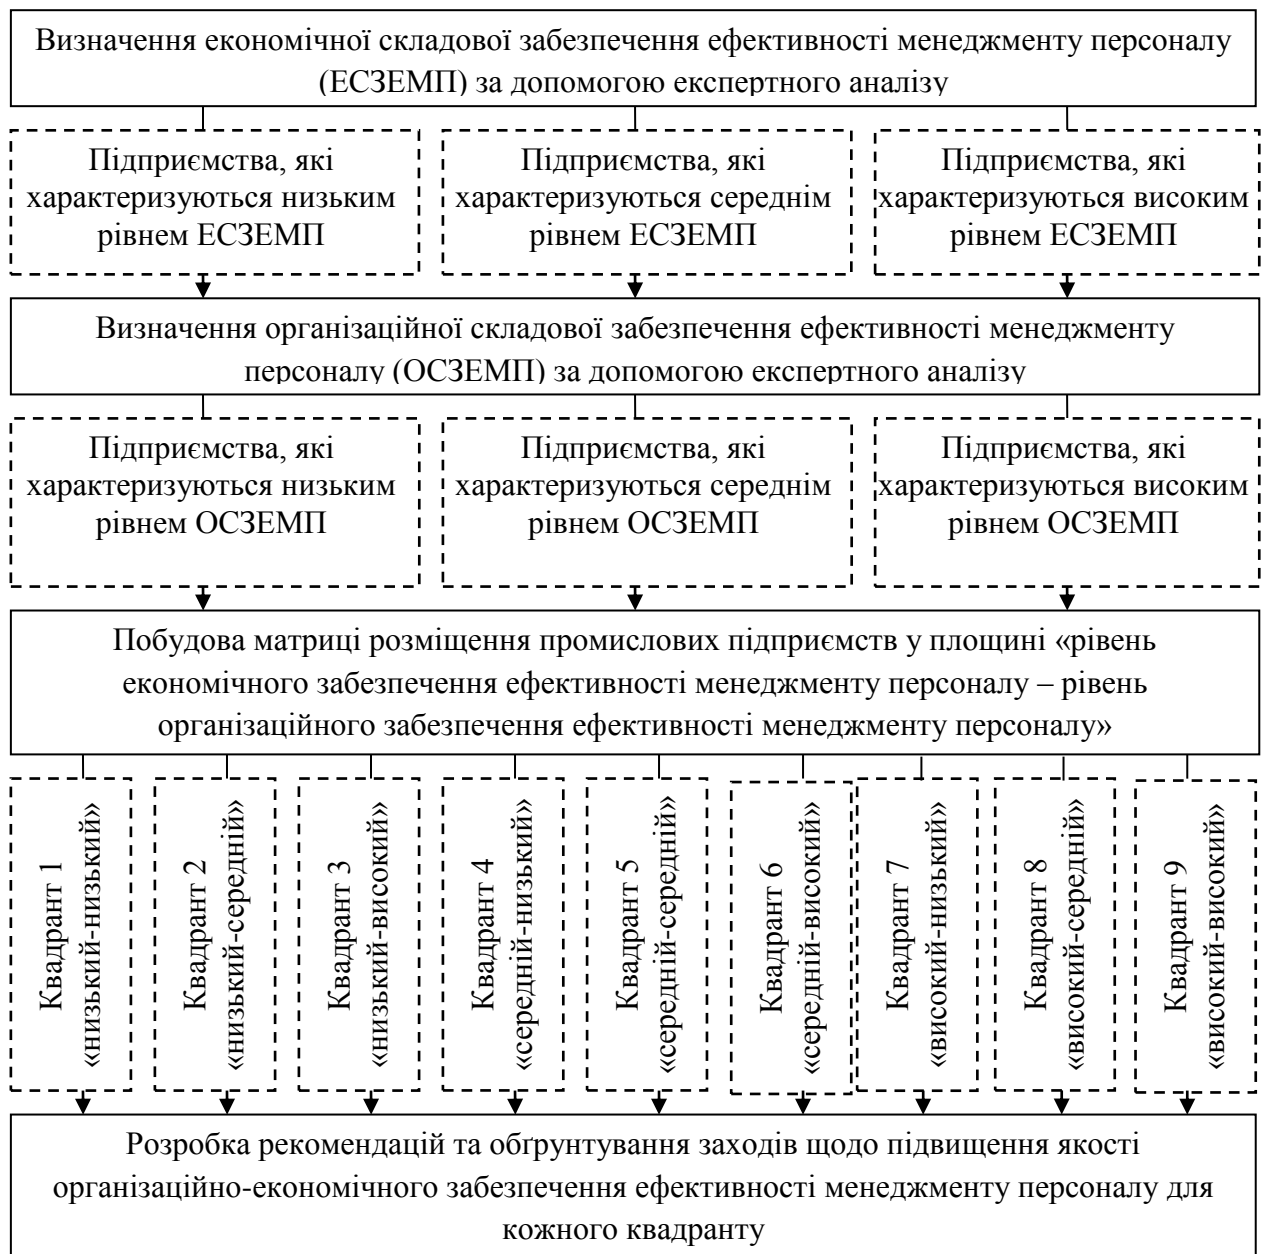 Визначення економічної складової забезпечення ефективності менеджменту персоналу
(ЕСЗЕМП) за допомогою експертного аналізу
Підприємства, які
характеризуються низьким
рівнем ЕСЗЕМП
Підприємства, які
характеризуються середнім
рівнем ЕСЗЕМП
Підприємства, які
характеризуються високим
рівнем ЕСЗЕМП
Визначення організаційної складової забезпечення ефективності менеджменту
персоналу (ОСЗЕМП) за допомогою експертного аналізу
Підприємства, які
характеризуються низьким
рівнем ОСЗЕМП
Підприємства, які
характеризуються середнім
рівнем ОСЗЕМП
Підприємства, які
характеризуються високим
рівнем ОСЗЕМП
Побудова матриці розміщення промислових підприємств у площині «рівень
економічного забезпечення ефективності менеджменту персоналу – рівень
організаційного забезпечення ефективності менеджменту персоналу»
Квадрант 1
«низький-низький»
Квадрант 2
«низький-середній»
Квадрант 3
«низький-високий»
Квадрант 4
«середній-низький»
Квадрант 5
«середній-середній»
Квадрант 6
«середній-високий»
Квадрант 7
«високий-низький»
Квадрант 8
«високий-середній»
Квадрант 9
«високий-високий»
Розробка рекомендацій та обґрунтування заходів щодо підвищення якості
організаційно-економічного забезпечення ефективності менеджменту персоналу для
кожного квадранту